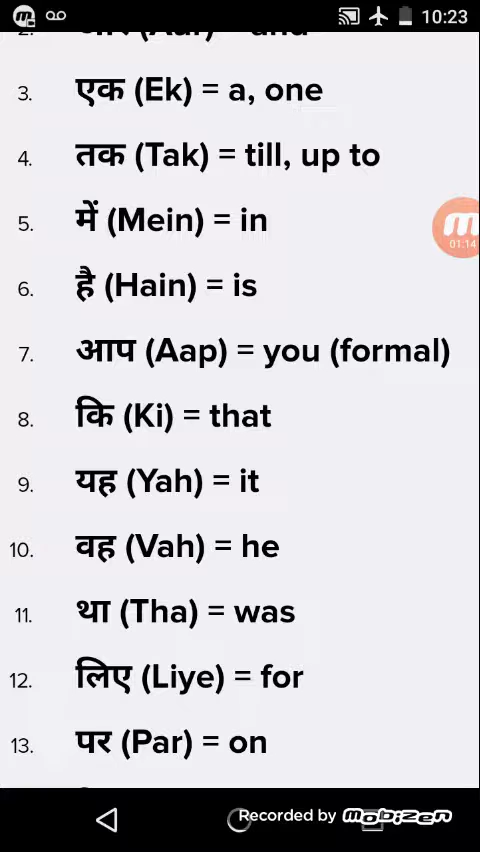 10:23
3. एक (Ek) = a, one
4. तक (Tak) = till, up to
5. में (Mein) = in
01:14
6. है (Hain) = is
7. आप (Aap) = you (formal)
8. कि (Ki) = that
9. यह (Yah) = it
10. वह (Vah) = he
11. था (Tha) = was
12. लिए (Liye) = for
13. पर (Par) = on
Recorded by Mobizen